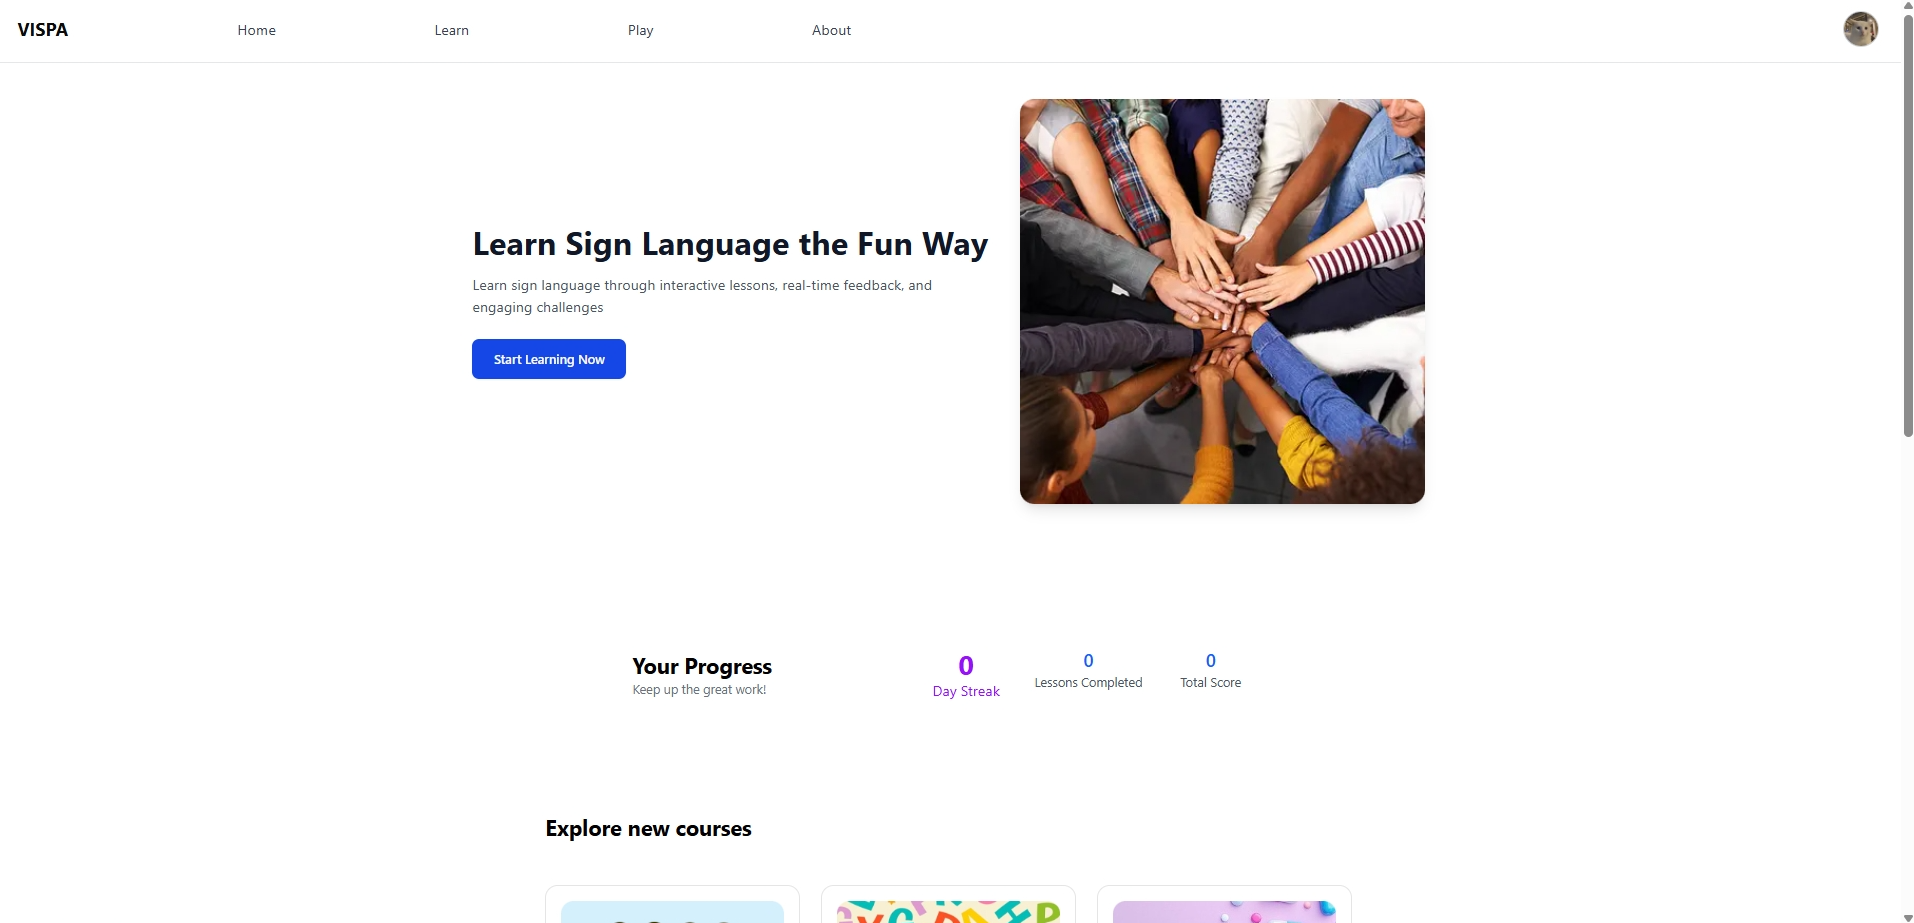 VISPA
Home
Learn
Play
About
Learn Sign Language the Fun Way
Learn sign language through interactive lessons, real-time feedback, and
engaging challenges
Start Learning Now
Your Progress
Keep up the great work!
0
Day Streak
0
Lessons Completed
0
Total Score
Explore new courses